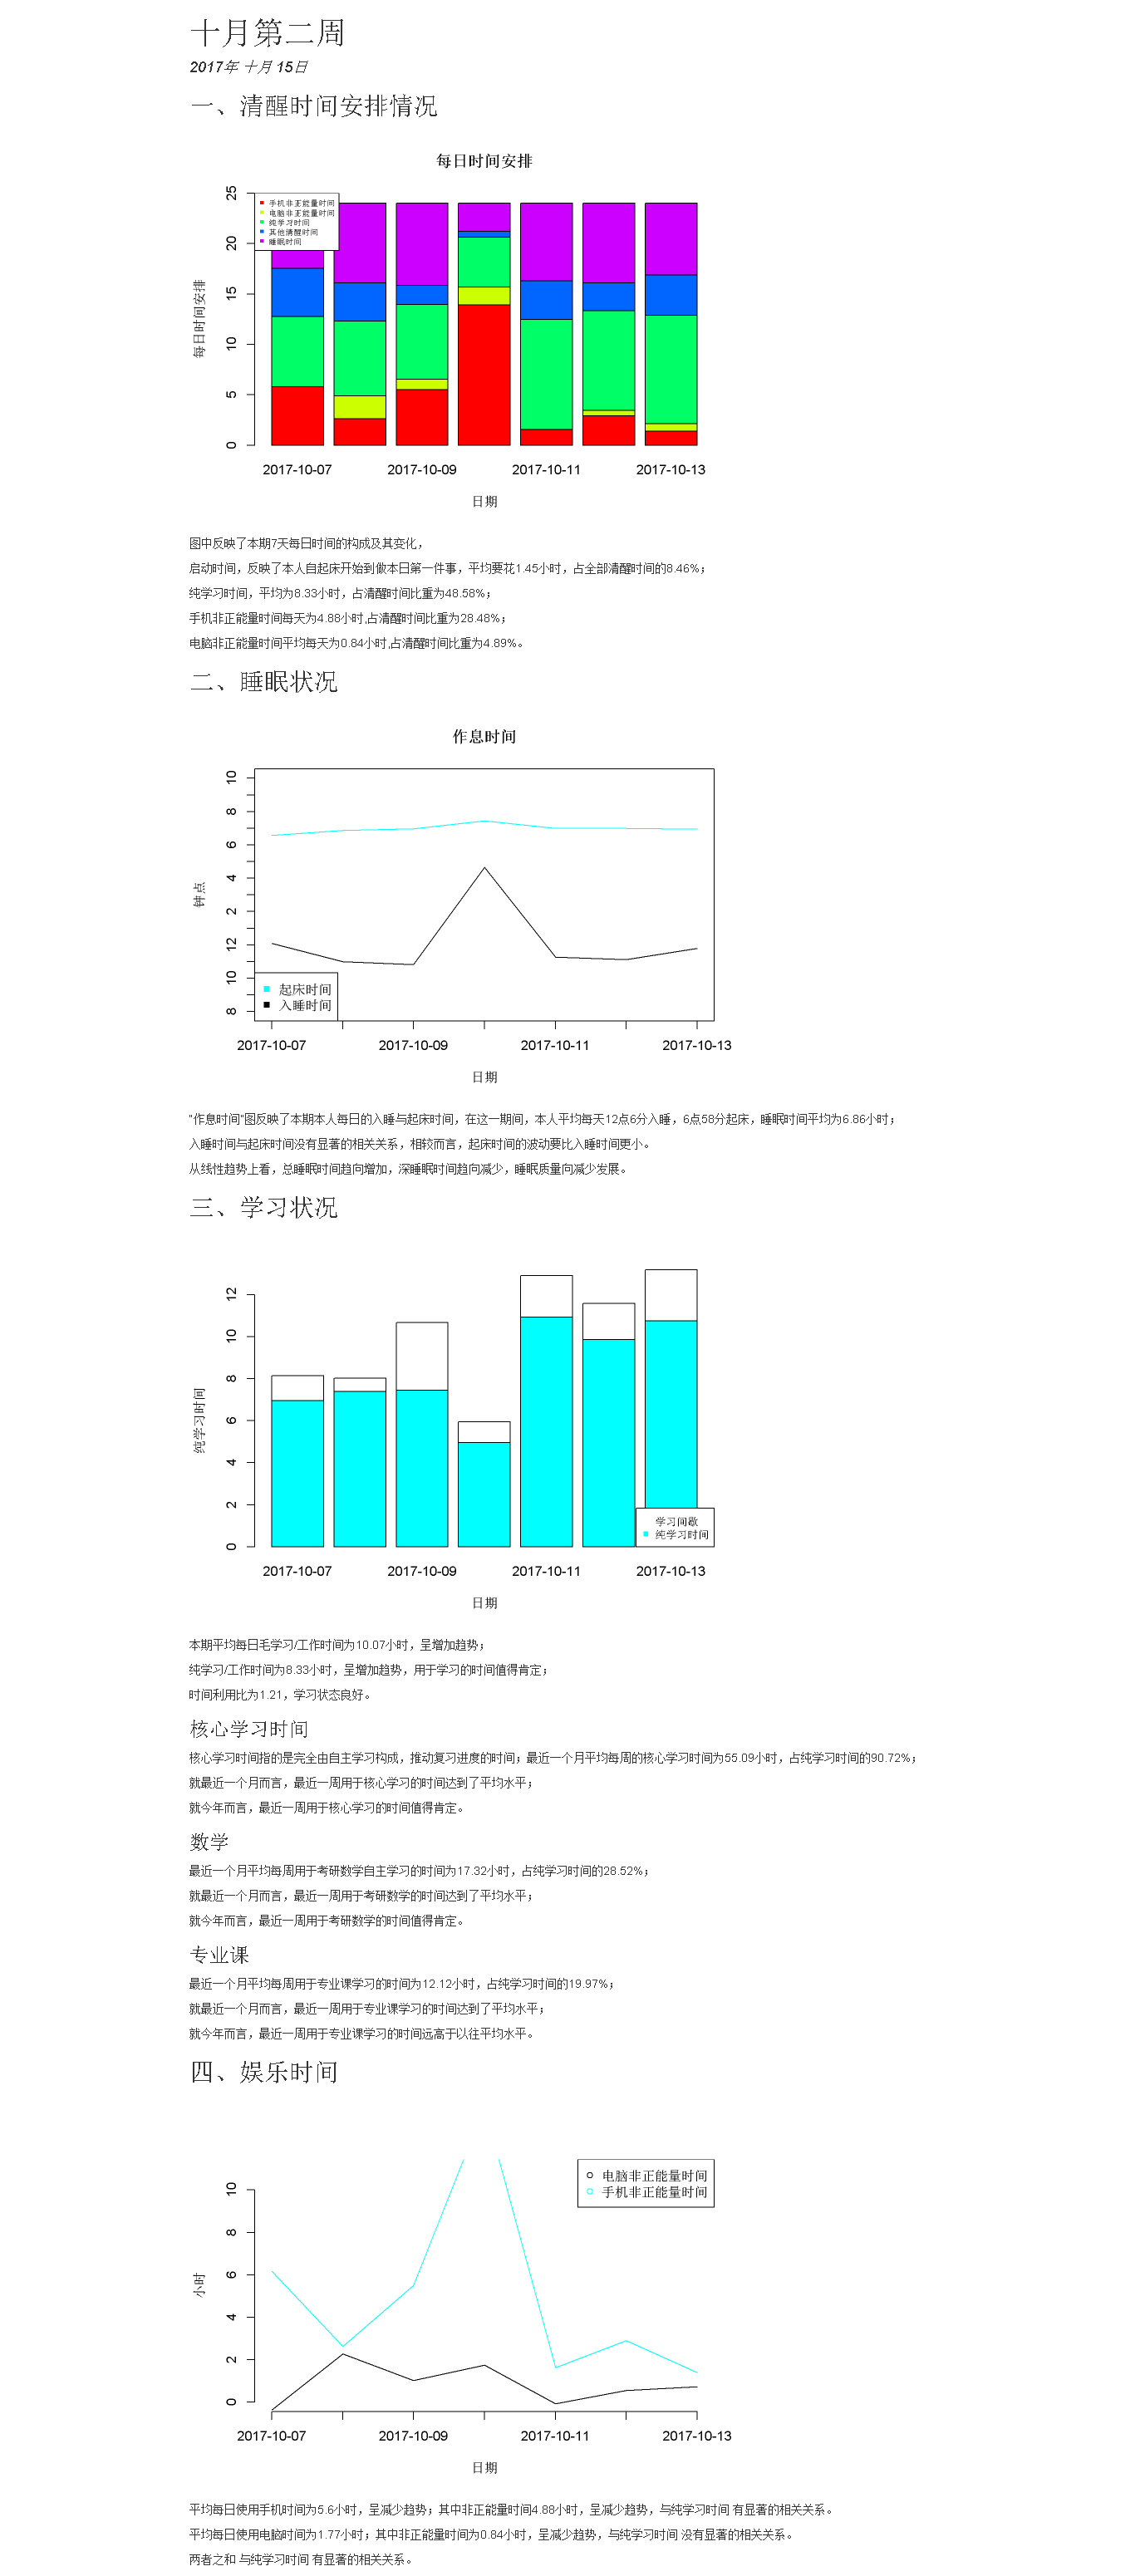 十月第二周
2017年 十月 15日
一、清醒时间安排情况
每日时间安排
25
20
15
10
5
0
每日时间安排
手机非正能量时间
电脑非正能量时间
纯学习时间
其他清醒时间
睡眠时间
2017-10-07 2017-10-09 2017-10-11 2017-10-13
日期
图中反映了本期7天每日时间的构成及其变化，
启动时间，反映了本人自起床开始到做本日第一件事，平均要花1.45小时，占全部清醒时间的8.46%；
纯学习时间，平均为8.33小时，占清醒时间比重为48.58%；
手机非正能量时间每天为4.88小时,占清醒时间比重为28.48%；
电脑非正能量时间平均每天为0.84小时,占清醒时间比重为4.89%。
二、睡眠状况
作息时间
10
8
6
4
2
12
10
8
钟点
起床时间
入睡时间
2017-10-07 2017-10-09 2017-10-11 2017-10-13
日期
“作息时间”图反映了本期本人每日的入睡与起床时间，在这一期间，本人平均每天12点6分入睡，6点58分起床，睡眠时间平均为6.86小时；
入睡时间与起床时间没有显著的相关关系，相较而言，起床时间的波动要比入睡时间更小。
从线性趋势上看，总睡眠时间趋向增加，深睡眠时间趋向减少，睡眠质量向减少发展。
三、学习状况
12
10
8
6
4
2
0
纯学习时间
学习间歇
纯学习时间
2017-10-07 2017-10-09 2017-10-11 2017-10-13
日期
本期平均每日毛学习/工作时间为10.07小时，呈增加趋势；
纯学习/工作时间为8.33小时，呈增加趋势，用于学习的时间值得肯定；
时间利用比为1.21，学习状态良好。
核心学习时间
核心学习时间指的是完全由自主学习构成，推动复习进度的时间；最近一个月平均每周的核心学习时间为55.09小时，占纯学习时间的90.72%；
就最近一个月而言，最近一周用于核心学习的时间达到了平均水平；
就今年而言，最近一周用于核心学习的时间值得肯定。
数学
最近一个月平均每周用于考研数学自主学习的时间为17.32小时，占纯学习时间的28.52%；
就最近一个月而言，最近一周用于考研数学的时间达到了平均水平；
就今年而言，最近一周用于考研数学的时间值得肯定。
专业课
最近一个月平均每周用于专业课学习的时间为12.12小时，占纯学习时间的19.97%；
就最近一个月而言，最近一周用于专业课学习的时间达到了平均水平；
就今年而言，最近一周用于专业课学习的时间远高于以往平均水平。
四、娱乐时间
电脑非正能量时间
手机非正能量时间
10
8
6
4
2
0
小时
2017-10-07 2017-10-09 2017-10-11 2017-10-13
日期
平均每日使用手机时间为5.6小时，呈减少趋势；其中非正能量时间4.88小时，呈减少趋势，与纯学习时间 有显著的相关关系。
平均每日使用电脑时间为1.77小时；其中非正能量时间为0.84小时，呈减少趋势，与纯学习时间 没有显著的相关关系。
两者之和 与纯学习时间 有显著的相关关系。